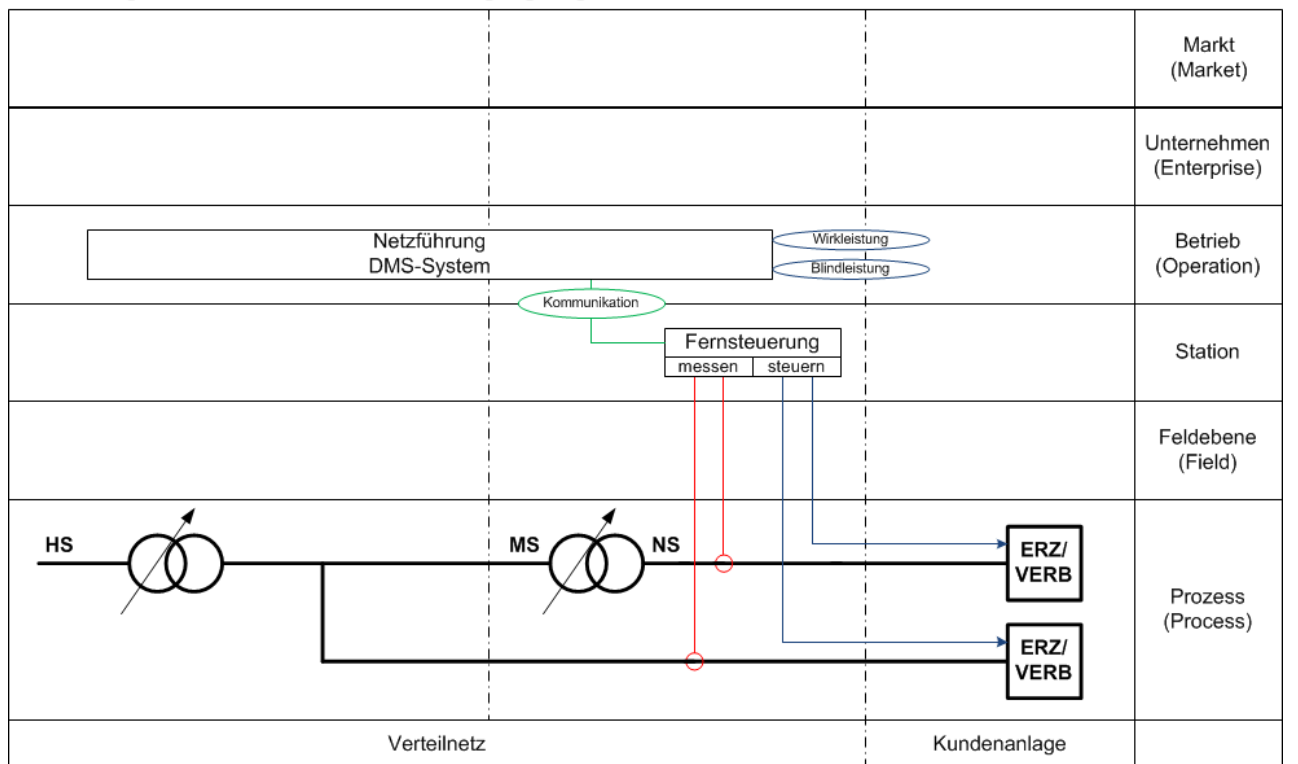 Markt
(Market)
Unternehmen
(Enterprise)
Netzführung
DMS-System
Wirkleistung
Blindleistung
Betrieb
(Operation)
Kommunikation
Fernsteuerung
messen
steuern
Station
Feldebene
(Field)
HS
MS
NS
ERZ/
VERB
ERZ/
VERB
Prozess
(Process)
Verteilnetz
Kundenanlage